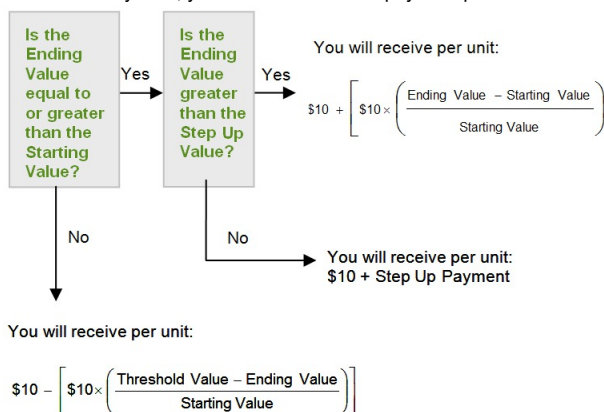 Is the
Ending
Value
equal to
or greater
than the
Starting
Value?
Yes
Is the
Ending
Value
greater
than the
Step Up
Value?
Yes
You will receive per unit:
$10 + [ $10 × ( Ending Value – Starting Value
Starting Value )
No
No
You will receive per unit:
$10 + Step Up Payment
You will receive per unit:
$10 – [ $10× ( Threshold Value – Ending Value
Starting Value ) ]